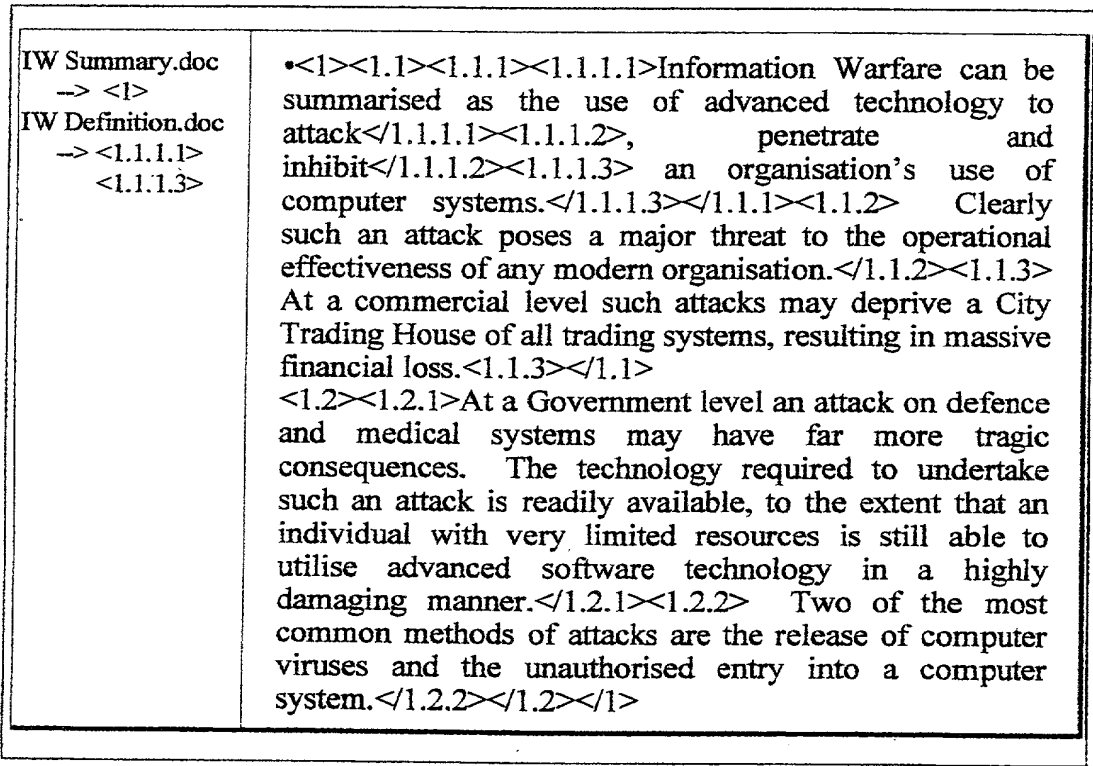 IW Summary.doc
--> <1>
IW Definition.doc
--> <1.1.1.1>
<1.1.1.3>
•<1><1.1><1.1.1><1.1.1.1>Information Warfare can be
summarised as the use of advanced technology to
attack</1.1.1.1><1.1.1.2>, penetrate and
inhibit</1.1.1.2><1.1.1.3> an organisation's use of
computer systems.</1.1.1.3></1.1.1><1.1.2> Clearly
such an attack poses a major threat to the operational
effectiveness of any modern organisation.</1.1.2><1.1.3>
At a commercial level such attacks may deprive a City
Trading House of all trading systems, resulting in massive
financial loss.<1.1.3></1.1>
<1.2><1.2.1>At a Government level an attack on defence
and medical systems may have far more tragic
consequences. The technology required to undertake
such an attack is readily available, to the extent that an
individual with very limited resources is still able to
utilise advanced software technology in a highly
damaging manner.</1.2.1><1.2.2> Two of the most
common methods of attacks are the release of computer
viruses and the unauthorised entry into a computer
system.</1.2.2></1.2></1>